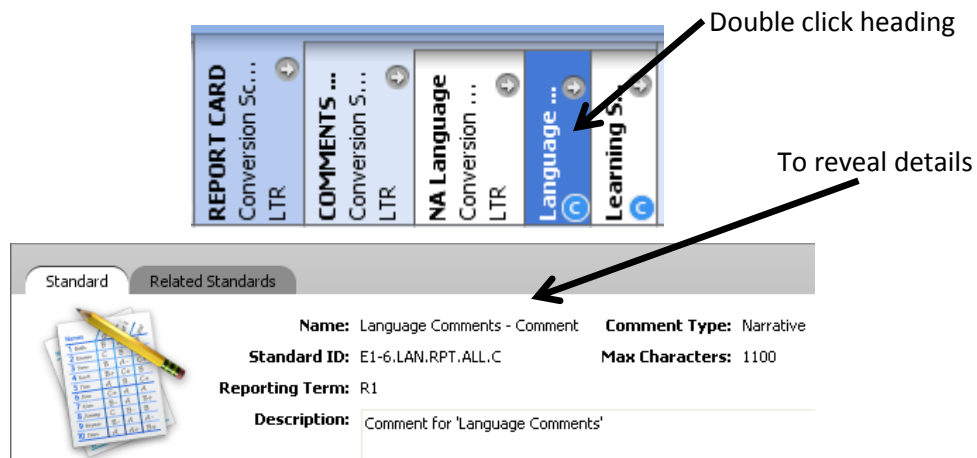 Double click heading
REPORT CARD
Conversion Sc...
LTR
COMMENTS ...
Conversion S...
LTR
NA Language
Conversion ...
LTR
Language ...
C
Learning S...
C
To reveal details
Standard Related Standards
Name: Language Comments - Comment Comment Type: Narrative
Standard ID: E1-6.LAN.RPT.ALL.C Max Characters: 1100
Reporting Term: R1
Description: Comment for 'Language Comments'